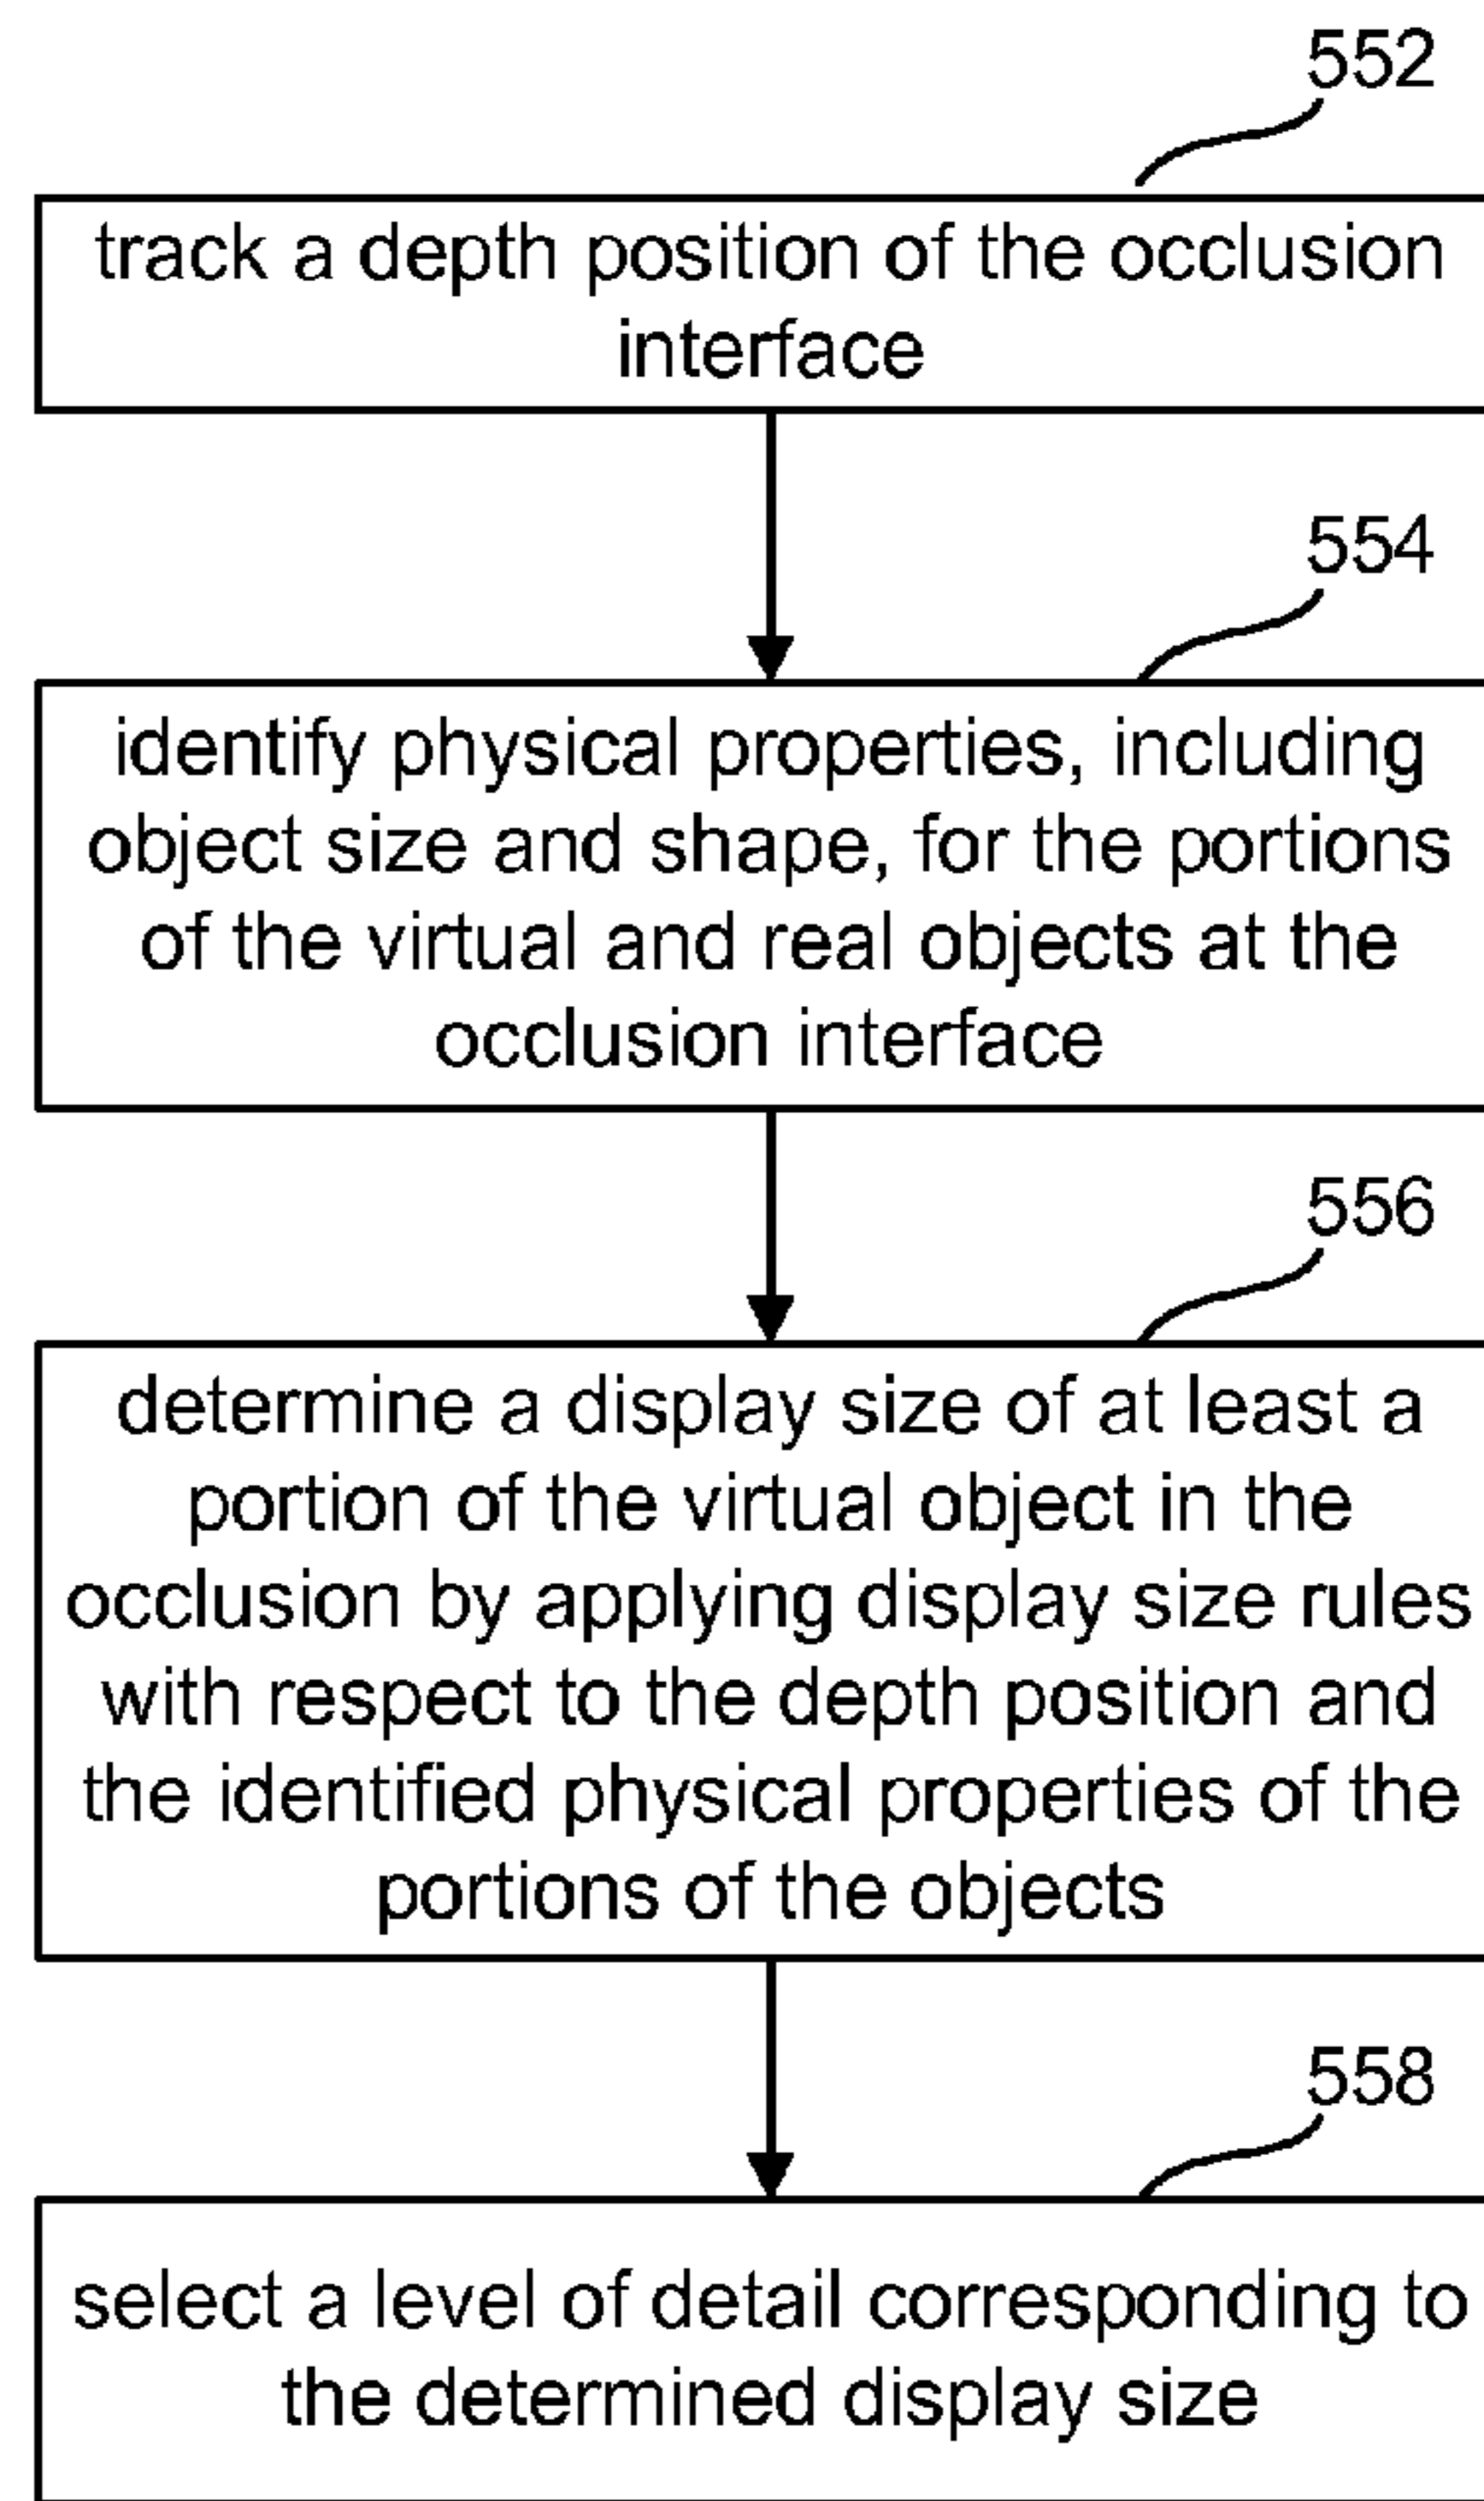 552
track a depth position of the occlusion
interface
554
identify physical properties, including
object size and shape, for the portions
of the virtual and real objects at the
occlusion interface
556
determine a display size of at least a
portion of the virtual object in the
occlusion by applying display size rules
with respect to the depth position and
the identified physical properties of the
portions of the objects
558
select a level of detail corresponding to
the determined display size